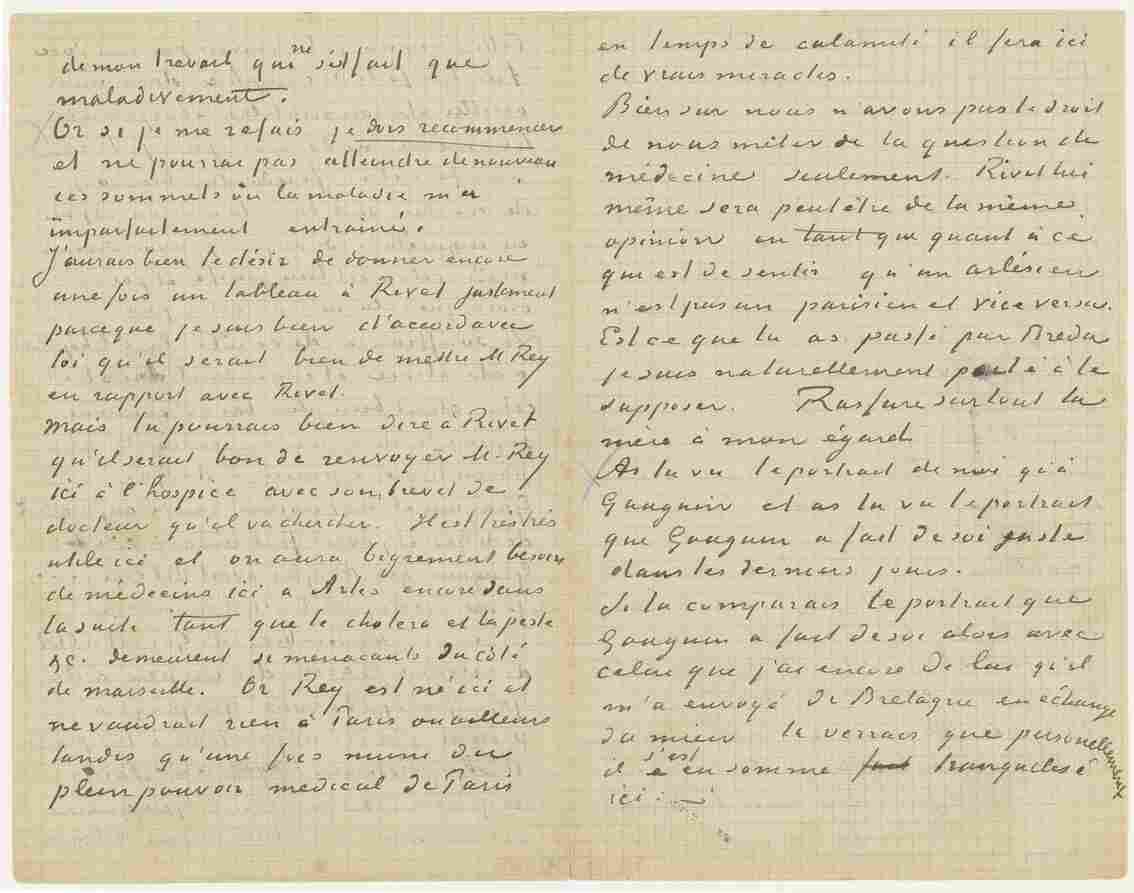 de mon travail qui ne s'est fait que
maladivement.
Or si je me refais je dois recommencer
et ne pourrai pas atteindre de nouveau
ces sommets où la maladie m'a
imparfaitement entrainé.
J'aurais bien le désir de donner encore
une fois un tableau à Rivet justement
parceque je suis bien d'accord avec
toi qu'il serait bien de mettre M. Rey
en rapport avec Rivet.
Mais tu pourrais bien dire à Rivet
qu'il serait bon de renvoyer M. Rey
ici à l'hospice avec son brevet de
docteur qu'il va chercher. Il est très très
utile ici et on aura bigrement besoin
de médecins ici a Arles encore dans
la suite tant que le cholera et la peste
&c. demeurent si menacants du côté
de marseille. Or Rey est né ici et
ne vaudrait rien à Paris ou ailleurs
tandis qu'une fois muni du
plein pouvoir medical de Paris
en temps de calamité il fera ici
de vrais miracles.
Bien sur nous n'avons pas le droit
de nous mêler de la question de
médecine seulement. Rivet lui
même sera peut être de la même
opinion en tant que quant à ce
qui est de sentir qu'un arlésien
n'est pas un parisien et vice versa.
Est ce que tu as passé par Breda
je suis naturellement porté à le
supposer. Rassure surtout la
mère à mon égard
As tu vu le portrait de moi qu'a
Gauguin et as tu vu le portrait
que Gauguin a fait de soi juste
dans les derniers jours.
Si tu comparais le portrait que
Gauguin a fait de soi alors avec
celui que j'ai encore de lui qu'il
m'a envoyé de Bretagne en échange
du mien tu verrais que personellement
il s'est en somme tranquilisé
ici.